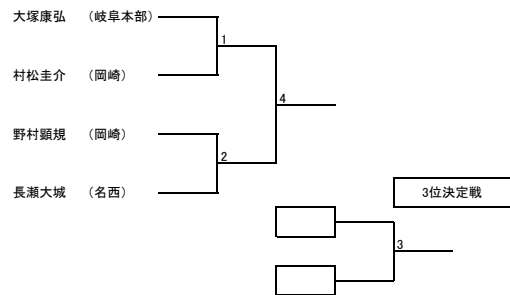 大塚康弘 （岐阜本部）
1
村松圭介 （岡崎）
4
野村顕規 （岡崎）
2
長瀬大城 （名西）
3位決定戦
3